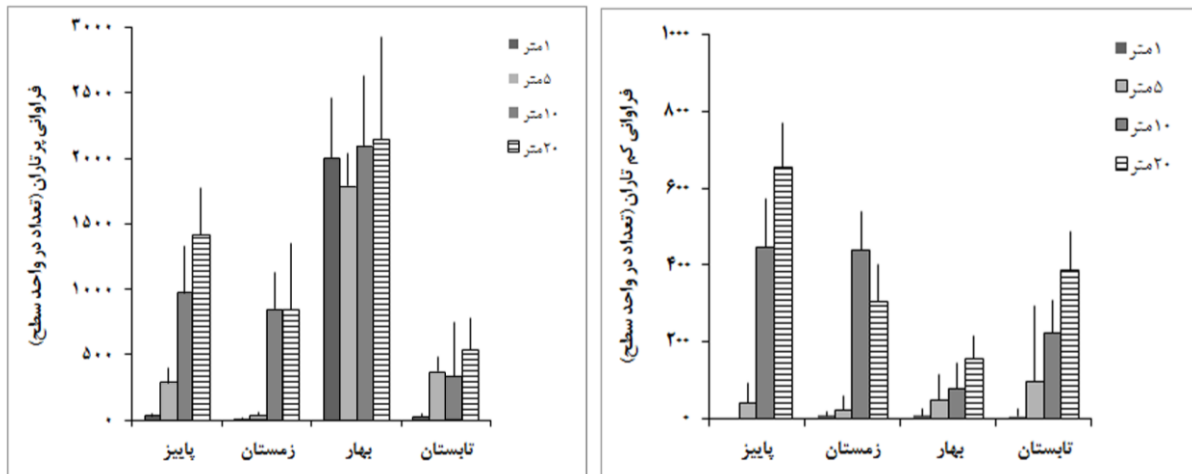 فراوانی پرتاران (تعداد در واحد سطح)
۳۰۰۰
۲۵۰۰
۲۰۰۰
۱۵۰۰
۱۰۰۰
۵۰۰
۰
۱متر
۵متر
۱۰متر
۲۰متر
پاییز زمستان بهار تابستان
فراوانی کم تاران (تعداد در واحد سطح)
۱۰۰۰
۸۰۰
۶۰۰
۴۰۰
۲۰۰
۰
۱متر
۵متر
۱۰متر
۲۰متر
پاییز زمستان بهار تابستان